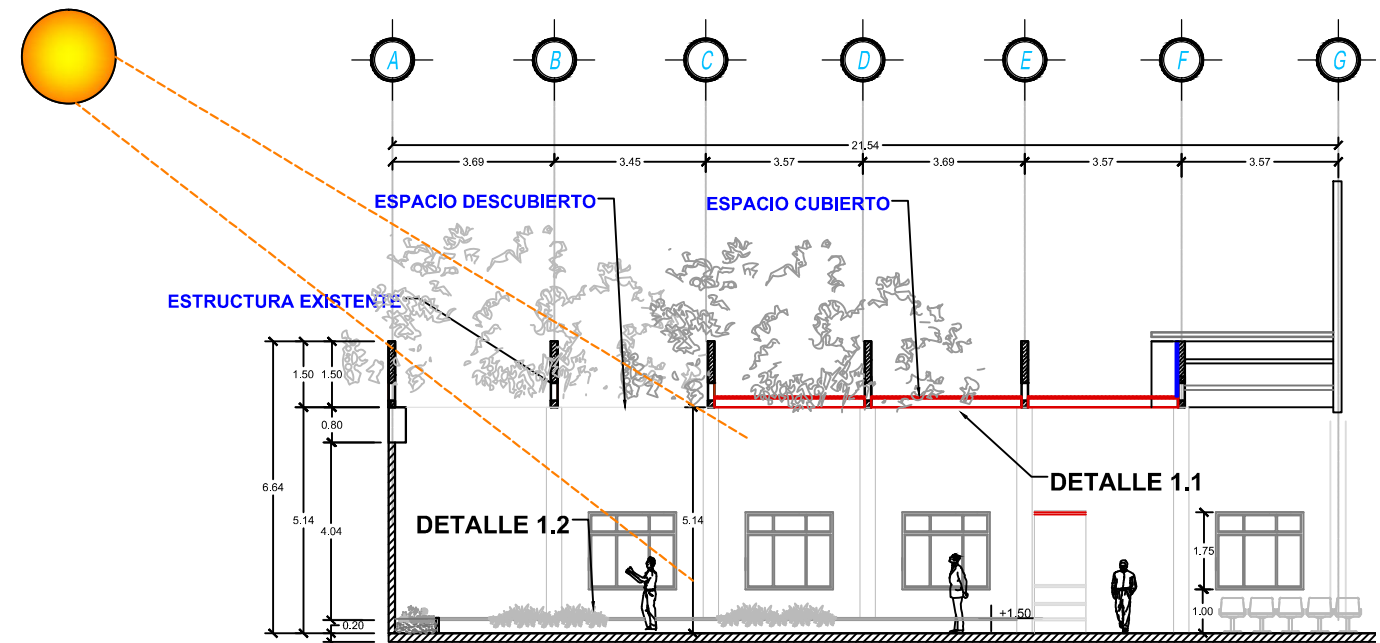 A B C D E F G
21.54
3.69 3.45 3.57 3.69 3.57 3.57
ESPACIO DESCUBIERTO
ESPACIO CUBIERTO
ESTRUCTURA EXISTENTE
1.50 1.50
0.80
6.64
5.14
4.04
0.20
DETALLE 1.1
DETALLE 1.2
5.14
1.75
1.00
+1.50